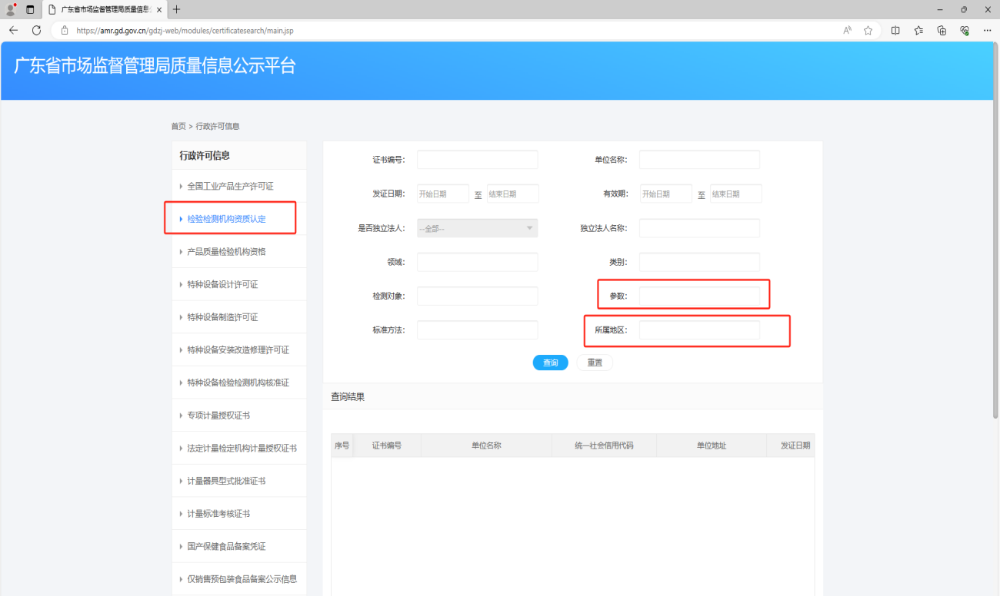 广东省市场监督管理局质量信息
https://amr.gd.gov.cn/gdzj-web/modules/certificatesearch/main.jsp
广东省市场监督管理局质量信息公示平台
首页 > 行政许可信息
行政许可信息
全国工业产品生产许可证
检验检测机构资质认定
产品质量检验机构资格
特种设备设计许可证
特种设备制造许可证
特种设备安装改造修理许可证
特种设备检验检测机构核准证
专项计量授权证书
法定计量检定机构计量授权证书
计量器具型式批准证书
计量标准考核证书
国产保健食品备案凭证
仅销售预包装食品备案公示信息
证书编号: 单位名称:
发证日期: 开始日期 至 结束日期 有效期: 开始日期 至 结束日期
是否独立法人: --全部-- 独立法人名称:
领域: 类别:
检测对象: 参数:
标准方法: 所属地区:
查询 重置
查询结果
序号 证书编号 单位名称 统一社会信用代码 单位地址 发证日期